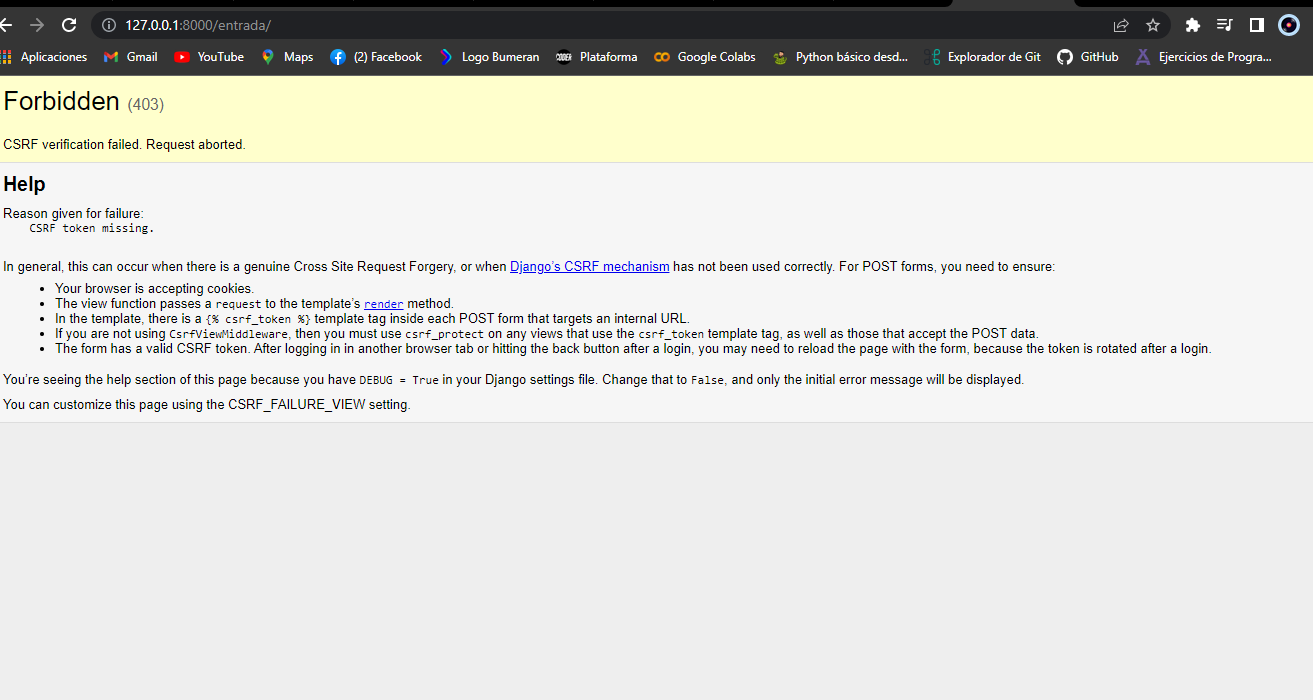 127.0.0.1:8000/entrada/
Aplicaciones Gmail YouTube Maps (2) Facebook Logo Bumeran CODER Plataforma Google Colabs Python básico desd... Explorador de Git GitHub Ejercicios de Progra...
Forbidden (403)
CSRF verification failed. Request aborted.
Help
Reason given for failure:
CSRF token missing.
In general, this can occur when there is a genuine Cross Site Request Forgery, or when Django's CSRF mechanism has not been used correctly. For POST forms, you need to ensure:
• Your browser is accepting cookies.
• The view function passes a request to the template's render method.
• In the template, there is a {% csrf_token %} template tag inside each POST form that targets an internal URL.
• If you are not using CsrfViewMiddleware, then you must use csrf_protect on any views that use the csrf_token template tag, as well as those that accept the POST data.
• The form has a valid CSRF token. After logging in in another browser tab or hitting the back button after a login, you may need to reload the page with the form, because the token is rotated after a login.
You're seeing the help section of this page because you have DEBUG = True in your Django settings file. Change that to False, and only the initial error message will be displayed.
You can customize this page using the CSRF_FAILURE_VIEW setting.